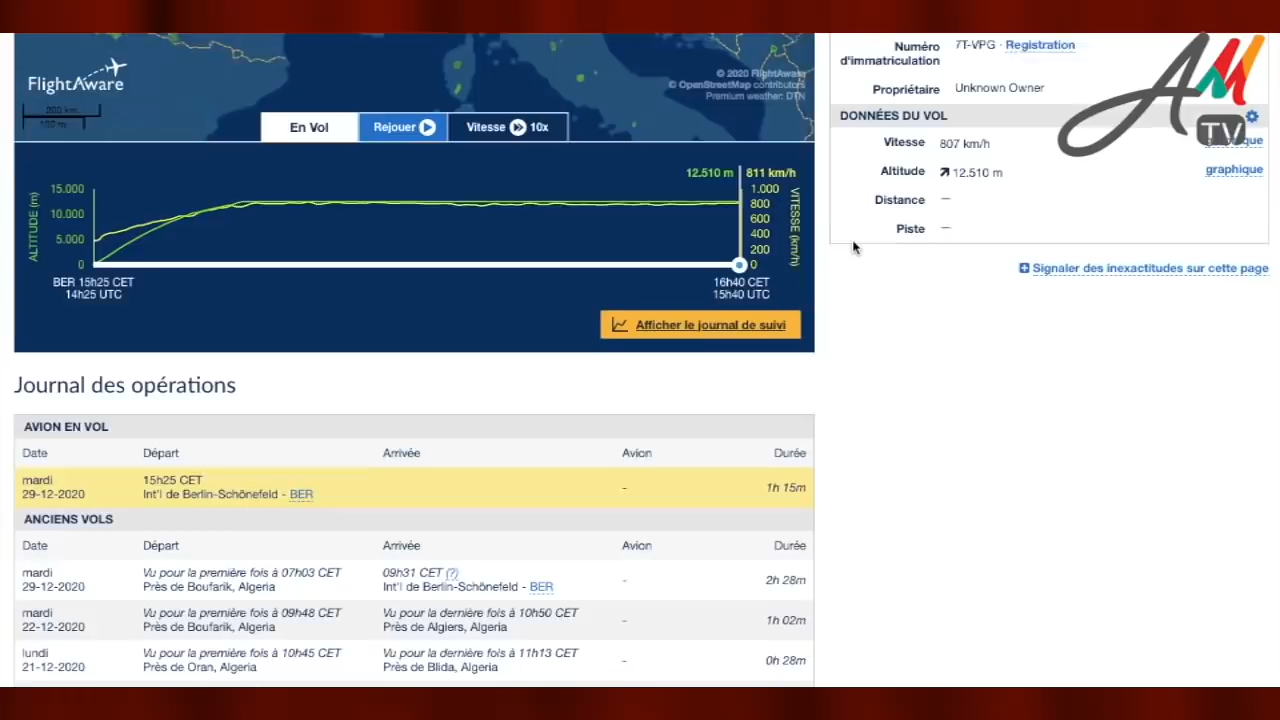 FlightAware
200 km
100 mi
© 2020 FlightAware
© OpenStreetMap contributors
Premium weather: DTN
En Vol
Rejouer
Vitesse 10x
12.510 m 811 km/h
ALTITUDE (m)
15.000
10.000
5.000
0
1.000
800
600
400
200
0
VITESSE (km/h)
BER 15h25 CET
14h25 UTC
16h40 CET
15h40 UTC
Afficher le journal de suivi
Numéro d'immatriculation
7T-VPG · Registration
Propriétaire Unknown Owner
DONNÉES DU VOL
Vitesse 807 km/h
Altitude 12.510 m graphique
Distance —
Piste —
Signaler des inexactitudes sur cette page
AM
TV
Journal des opérations
AVION EN VOL
Date Départ Arrivée Avion Durée
mardi 29-12-2020 15h25 CET Int'l de Berlin-Schönefeld - BER - 1h 15m
ANCIENS VOLS
Date Départ Arrivée Avion Durée
mardi 29-12-2020 Vu pour la première fois à 07h03 CET Près de Boufarik, Algeria 09h31 CET (?) Int'l de Berlin-Schönefeld - BER - 2h 28m
mardi 22-12-2020 Vu pour la première fois à 09h48 CET Près de Boufarik, Algeria Vu pour la dernière fois à 10h50 CET Près de Algiers, Algeria - 1h 02m
lundi 21-12-2020 Vu pour la première fois à 10h45 CET Près de Oran, Algeria Vu pour la dernière fois à 11h13 CET Près de Blida, Algeria - 0h 28m